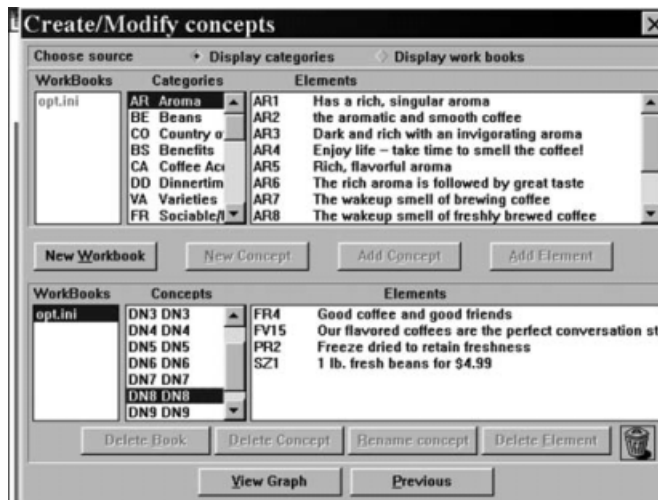 Create/Modify concepts
Choose source Display categories Display work books
WorkBooks Categories Elements
opt.ini AR Aroma AR1 Has a rich, singular aroma
BE Beans AR2 the aromatic and smooth coffee
CO Country o AR3 Dark and rich with an invigorating aroma
BS Benefits AR4 Enjoy life – take time to smell the coffee!
CA Coffee Acc AR5 Rich, flavorful aroma
DD Dinnertim AR6 The rich aroma is followed by great taste
VA Varieties AR7 The wakeup smell of brewing coffee
FR Sociable/ AR8 The wakeup smell of freshly brewed coffee
New Workbook New Concept Add Concept Add Element
WorkBooks Concepts Elements
opt.ini DN3 DN3 FR4 Good coffee and good friends
DN4 DN4 FV15 Our flavored coffees are the perfect conversation st
DN5 DN5 PR2 Freeze dried to retain freshness
DN6 DN6 SZ1 1 lb. fresh beans for $4.99
DN7 DN7
DN8 DN8
DN9 DN9
Delete Book Delete Concept Rename concept Delete Element
View Graph Previous